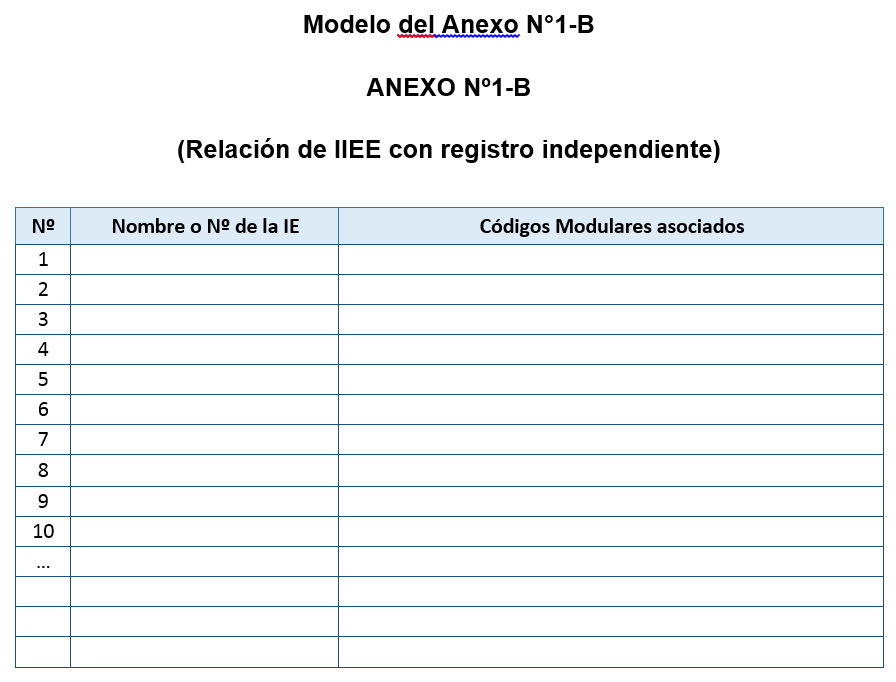 Modelo del Anexo N°1-B
ANEXO Nº1-B
(Relación de IIEE con registro independiente)
Nº Nombre o Nº de la IE Códigos Modulares asociados
1
2
3
4
5
6
7
8
9
10
...